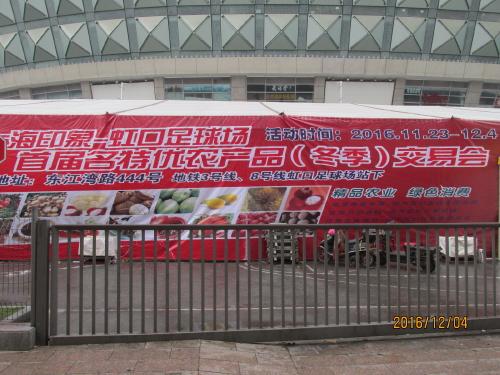 海印象-虹口足球场 活动时间：2016.11.23-12.4
首届名特优农产品（冬季）交易会
地址：东江湾路444号 地铁3号线、8号线虹口足球场站下
精品农业 绿色消费
2016/12/04